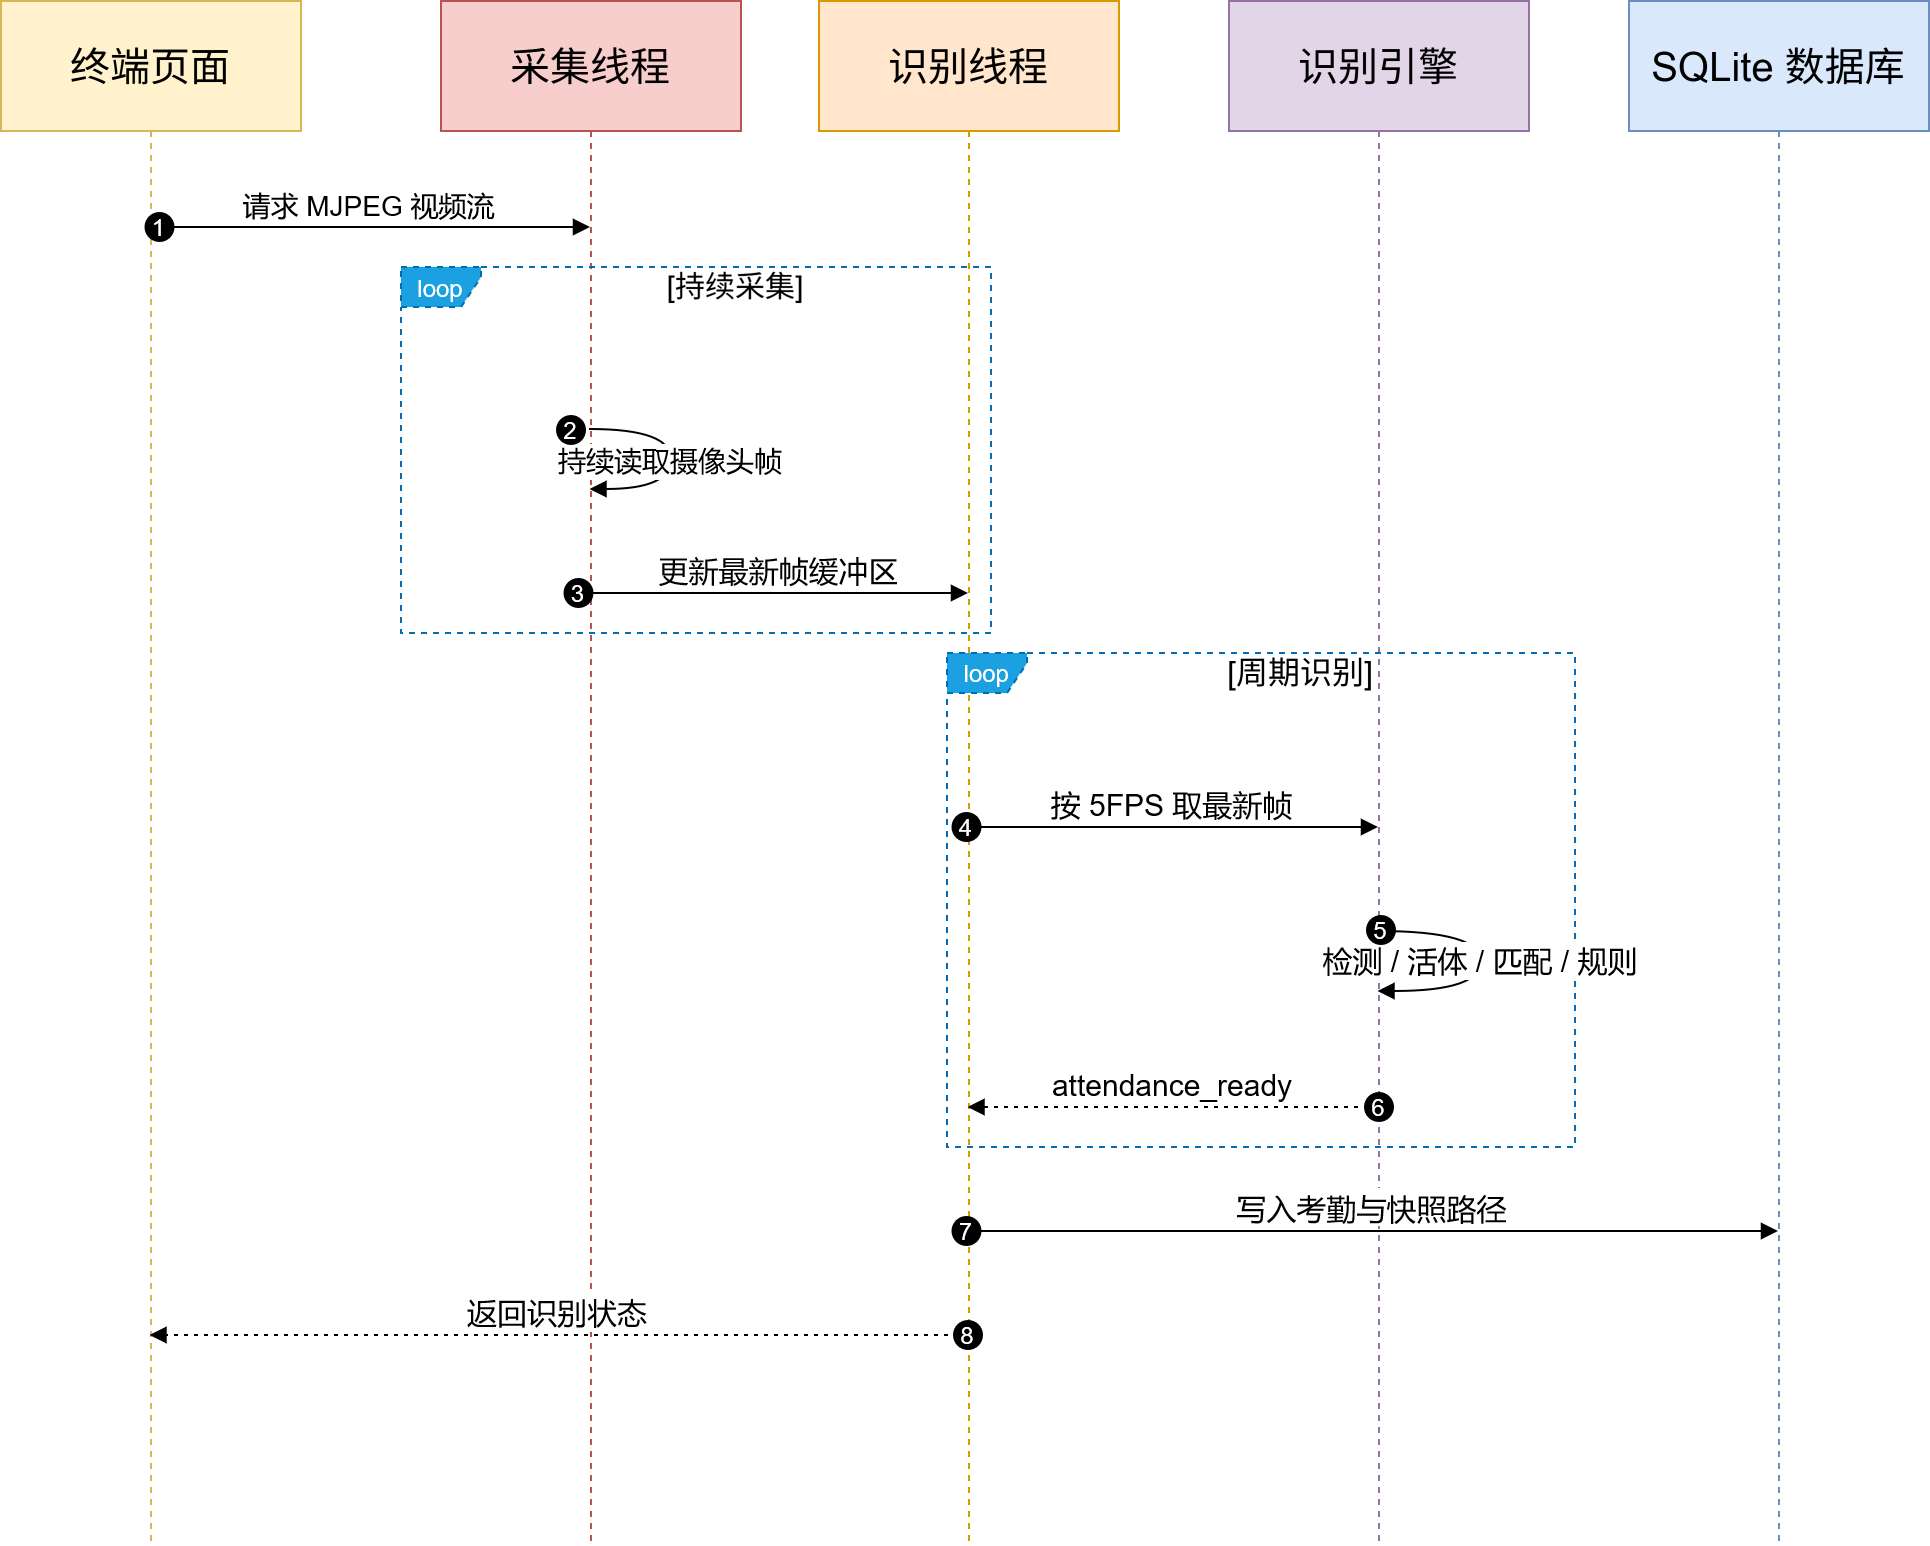 终端页面
采集线程
识别线程
识别引擎
SQLite 数据库
请求 MJPEG 视频流
1
loop
[持续采集]
2
持续读取摄像头帧
更新最新帧缓冲区
3
loop
[周期识别]
按 5FPS 取最新帧
4
5
检测 / 活体 / 匹配 / 规则
attendance_ready
6
写入考勤与快照路径
7
返回识别状态
8